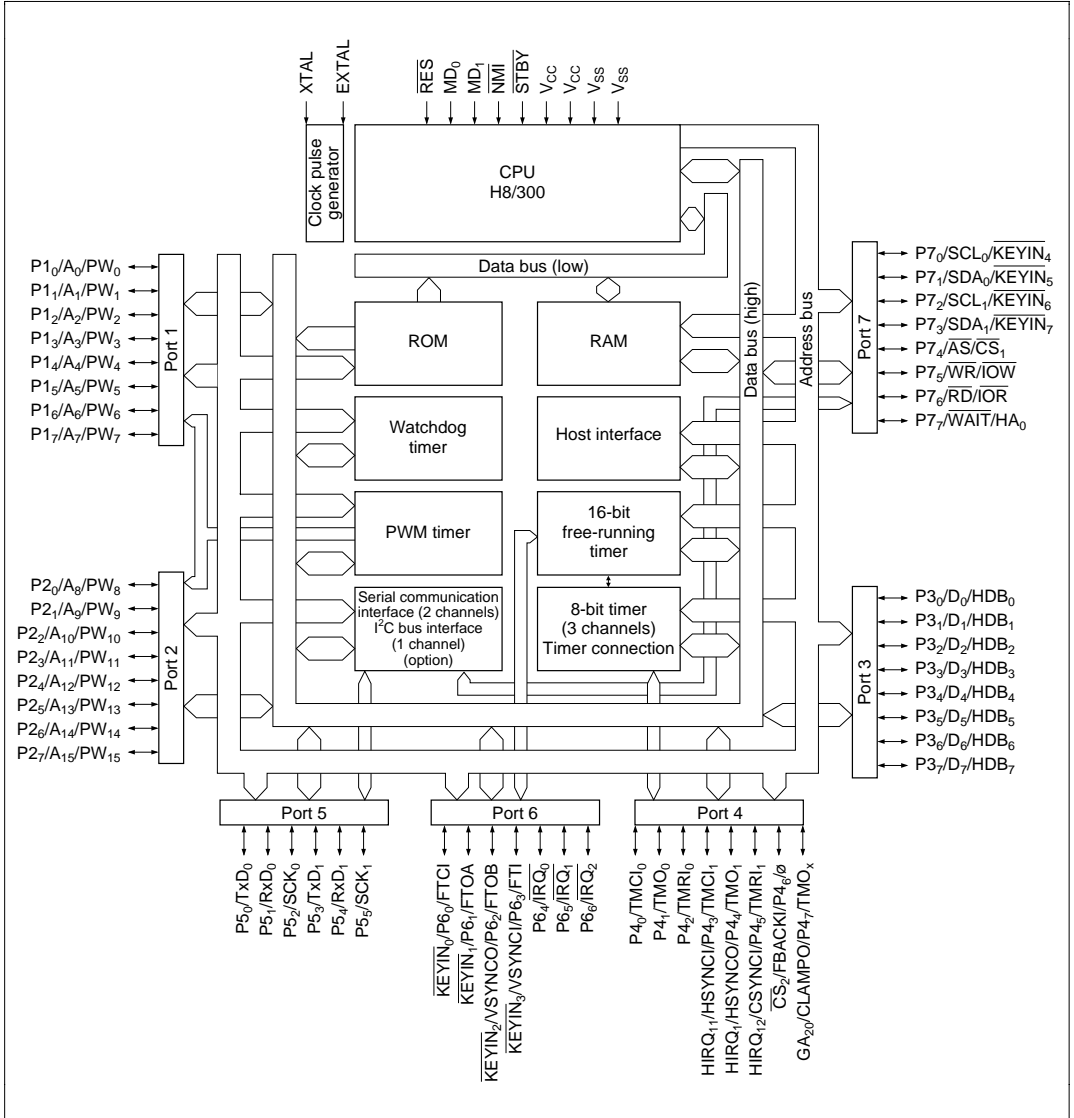 XTAL
EXTAL
RES
MD0
MD1
NMI
STBY
VCC
VCC
VSS
VSS
Clock pulse
generator
CPU
H8/300
Data bus (low)
Data bus (high)
Address bus
P10/A0/PW0
P11/A1/PW1
P12/A2/PW2
P13/A3/PW3
P14/A4/PW4
P15/A5/PW5
P16/A6/PW6
P17/A7/PW7
Port 1
ROM
RAM
Watchdog
timer
Host interface
PWM timer
16-bit
free-running
timer
Serial communication
interface (2 channels)
I2C bus interface
(1 channel)
(option)
8-bit timer
(3 channels)
Timer connection
Port 7
P70/SCL0/KEYIN4
P71/SDA0/KEYIN5
P72/SCL1/KEYIN6
P73/SDA1/KEYIN7
P74/AS/CS1
P75/WR/IOW
P76/RD/IOR
P77/WAIT/HA0
P20/A8/PW8
P21/A9/PW9
P22/A10/PW10
P23/A11/PW11
P24/A12/PW12
P25/A13/PW13
P26/A14/PW14
P27/A15/PW15
Port 2
Port 3
P30/D0/HDB0
P31/D1/HDB1
P32/D2/HDB2
P33/D3/HDB3
P34/D4/HDB4
P35/D5/HDB5
P36/D6/HDB6
P37/D7/HDB7
Port 5
Port 6
Port 4
P50/TxD0
P51/RxD0
P52/SCK0
P53/TxD1
P54/RxD1
P55/SCK1
KEYIN0/P60/FTCI
KEYIN1/P61/FTOA
KEYIN2/VSYNCO/P62/FTOB
KEYIN3/VSYNCI/P63/FTI
P64/IRQ0
P65/IRQ1
P66/IRQ2
P40/TMCI0
P41/TMO0
P42/TMRI0
HIRQ11/HSYNCI/P43/TMCI1
HIRQ1/HSYNCO/P44/TMO1
HIRQ12/CSYNCI/P45/TMRI1
CS2/FBACKI/P46/ø
GA20/CLAMPO/P47/TMOx